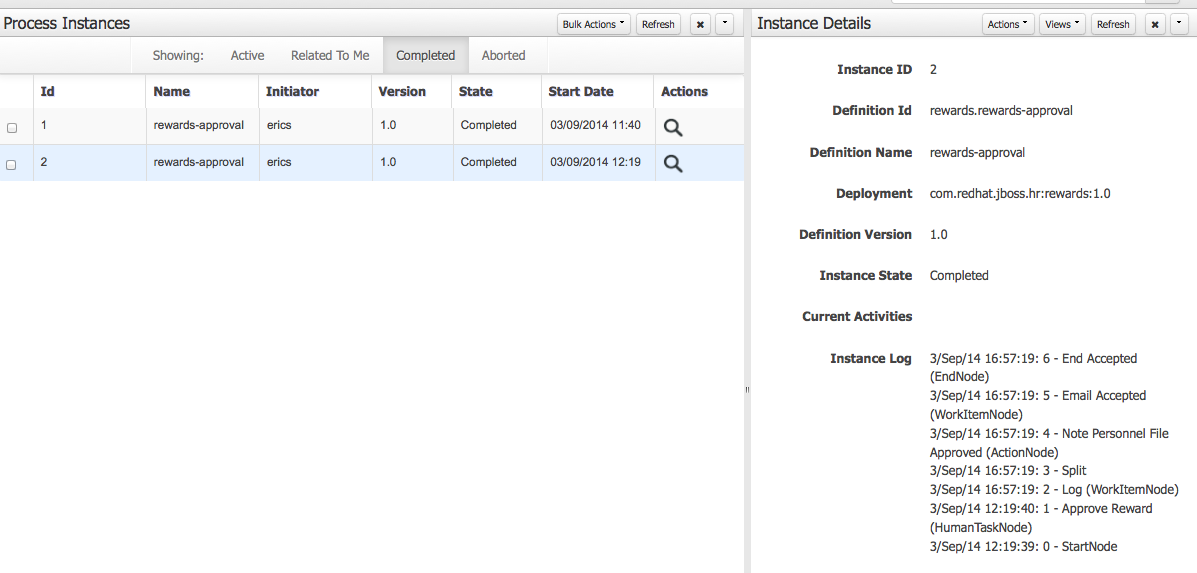 Process Instances
Bulk Actions
Refresh
Showing:
Active
Related To Me
Completed
Aborted
Id Name Initiator Version State Start Date Actions
1 rewards-approval erics 1.0 Completed 03/09/2014 11:40
2 rewards-approval erics 1.0 Completed 03/09/2014 12:19
Instance Details
Actions
Views
Refresh
Instance ID 2
Definition Id rewards.rewards-approval
Definition Name rewards-approval
Deployment com.redhat.jboss.hr:rewards:1.0
Definition Version 1.0
Instance State Completed
Current Activities
Instance Log 3/Sep/14 16:57:19: 6 - End Accepted
(EndNode)
3/Sep/14 16:57:19: 5 - Email Accepted
(WorkItemNode)
3/Sep/14 16:57:19: 4 - Note Personnel File
Approved (ActionNode)
3/Sep/14 16:57:19: 3 - Split
3/Sep/14 16:57:19: 2 - Log (WorkItemNode)
3/Sep/14 12:19:40: 1 - Approve Reward
(HumanTaskNode)
3/Sep/14 12:19:39: 0 - StartNode